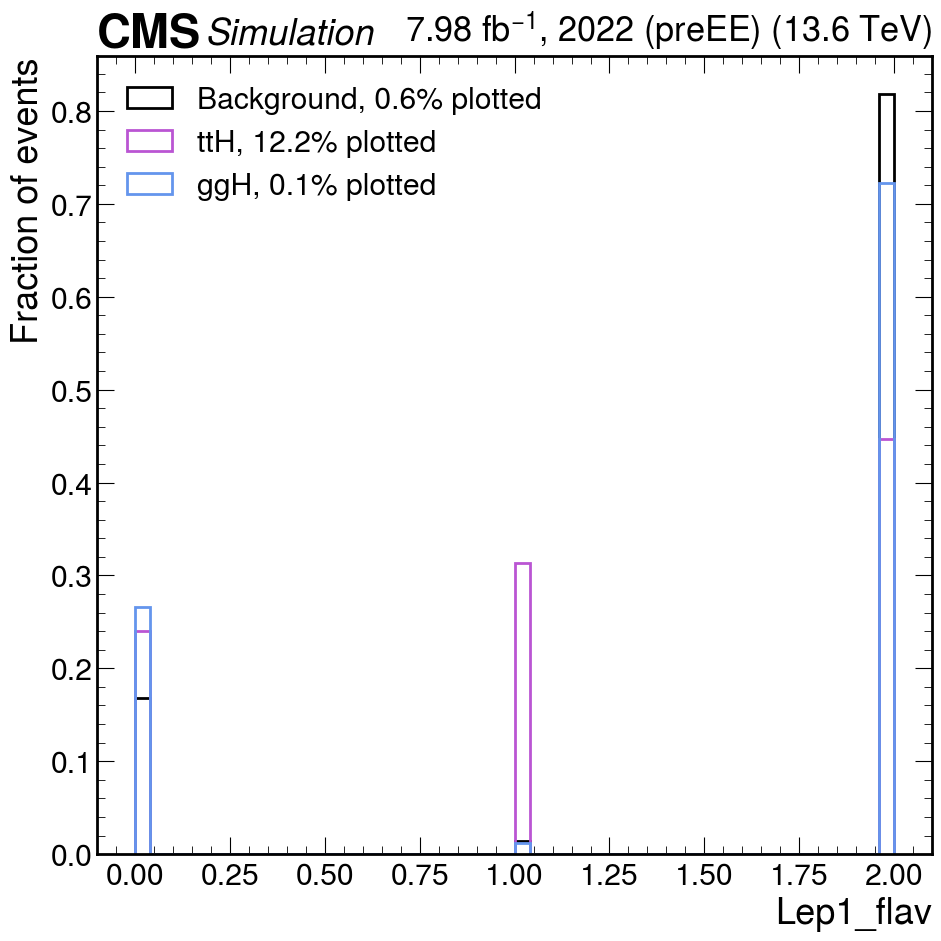 CMS Simulation 7.98 fb⁻¹, 2022 (preEE) (13.6 TeV)
Fraction of events
Background, 0.6% plotted
ttH, 12.2% plotted
ggH, 0.1% plotted
0.8
0.7
0.6
0.5
0.4
0.3
0.2
0.1
0.0
0.00 0.25 0.50 0.75 1.00 1.25 1.50 1.75 2.00
Lep1_flav